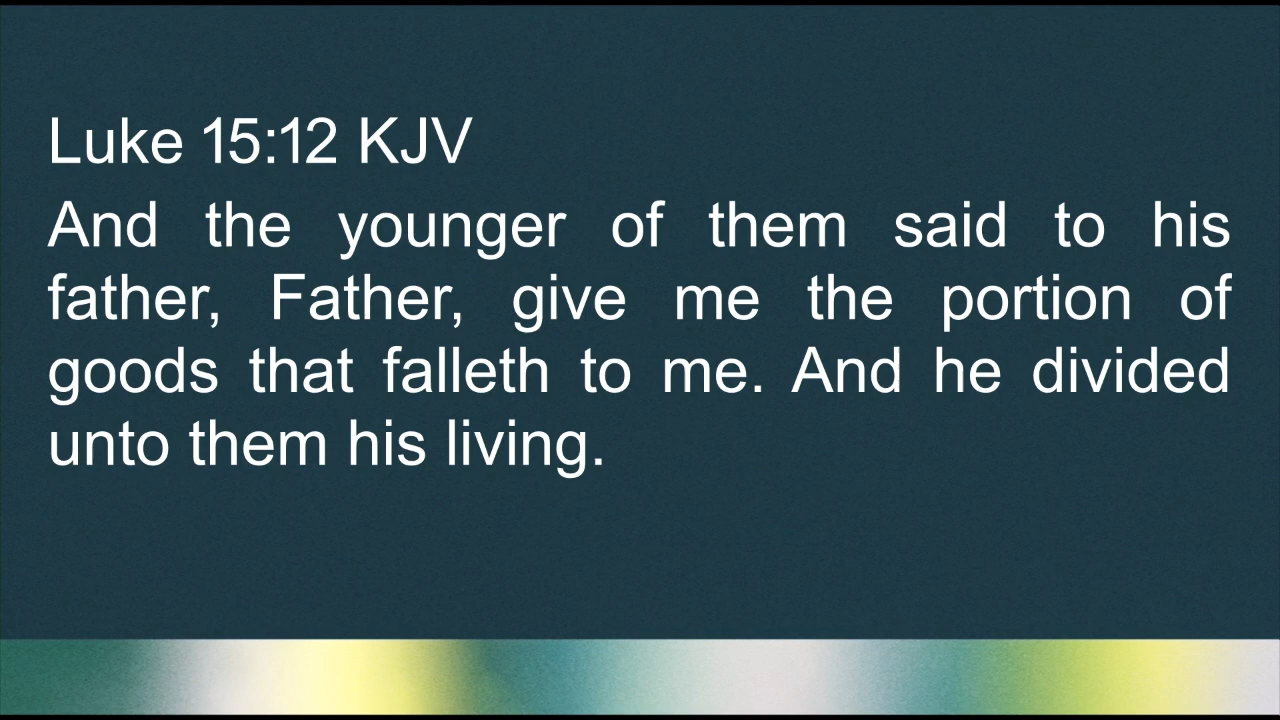 Luke 15:12 KJV
And the younger of them said to his
father, Father, give me the portion of
goods that falleth to me. And he divided
unto them his living.